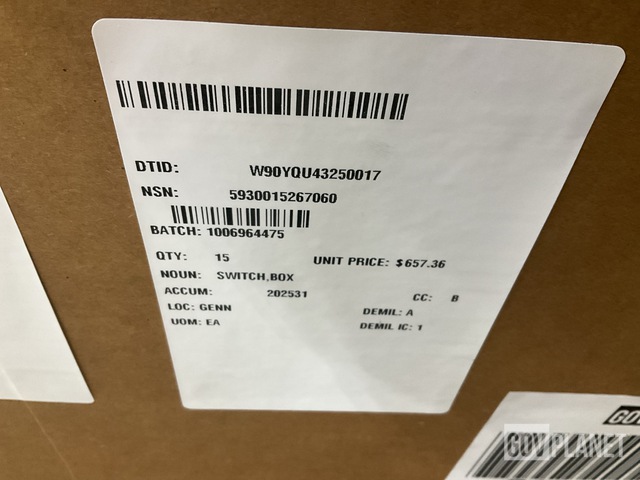 DTID: W90YQU43250017
NSN: 5930015267060
BATCH: 1006964475
QTY: 15 UNIT PRICE: $657.36
NOUN: SWITCH,BOX
ACCUM: 202531 CC: B
LOC: GENN DEMIL: A
UOM: EA DEMIL IC: 1
GOV
GOVPLANET